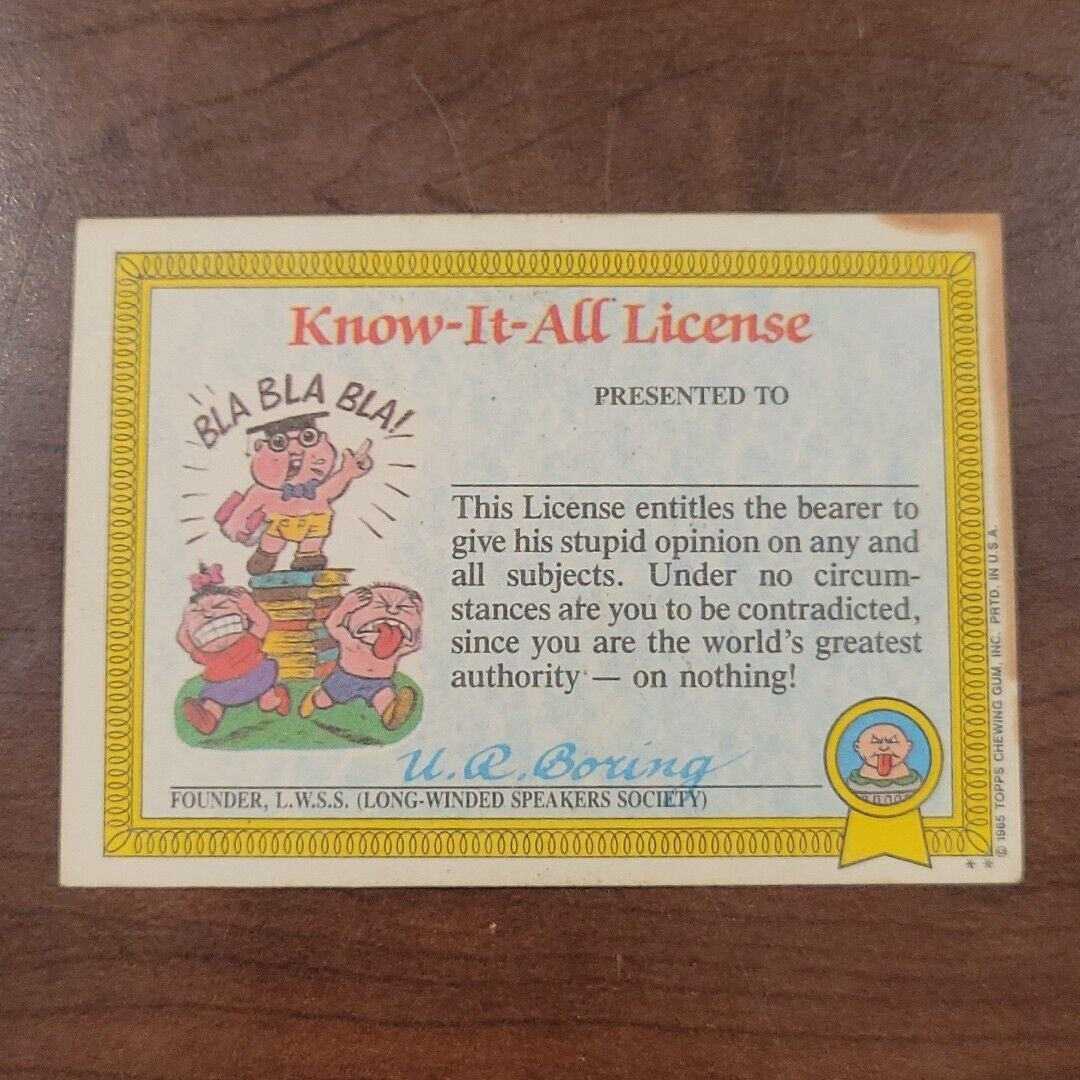 Know-It-All License
BLA BLA BLA!
PRESENTED TO
This License entitles the bearer to
give his stupid opinion on any and
all subjects. Under no circum-
stances are you to be contradicted,
since you are the world's greatest
authority — on nothing!
U. R. Boring
FOUNDER, L.W.S.S. (LONG-WINDED SPEAKERS SOCIETY)
* * © 1985 TOPPS CHEWING GUM, INC. PRTD. IN U.S.A.